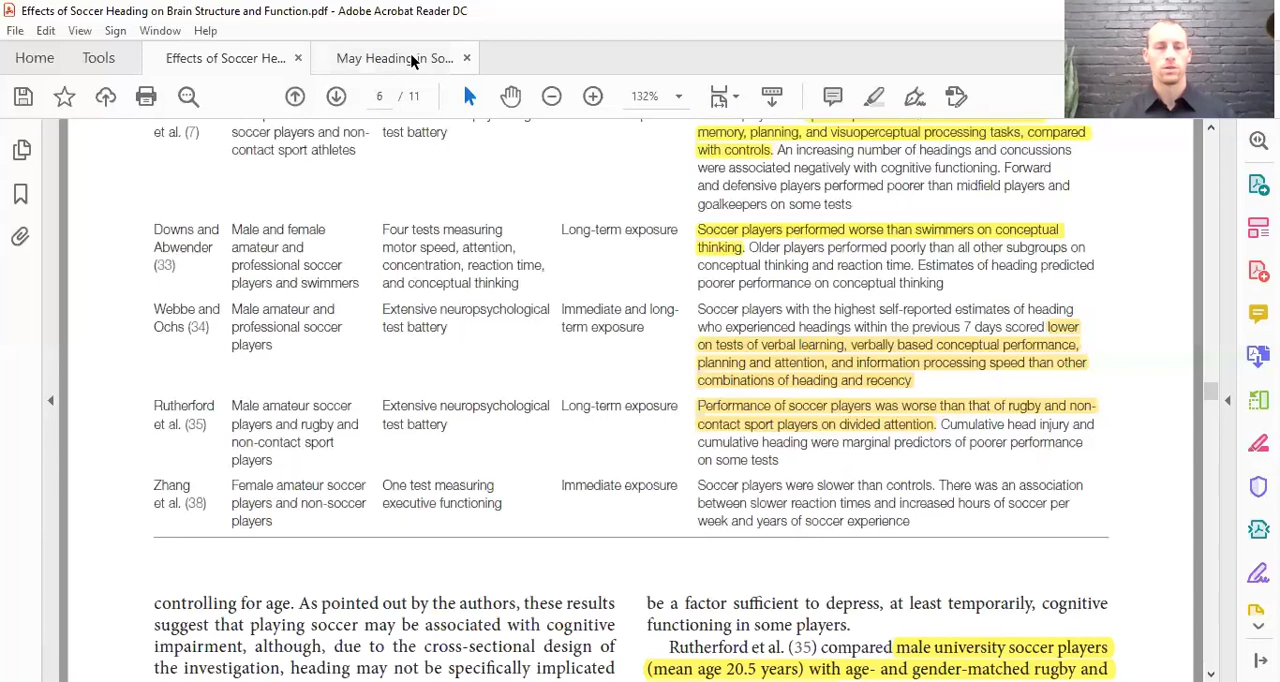 Effects of Soccer Heading on Brain Structure and Function.pdf - Adobe Acrobat Reader DC
File Edit View Sign Window Help
Home Tools Effects of Soccer He... × May Heading in So... ×
6 / 11 132%
et al. (7) soccer players and non- test battery memory, planning, and visuoperceptual processing tasks, compared
contact sport athletes with controls. An increasing number of headings and concussions
were associated negatively with cognitive functioning. Forward
and defensive players performed poorer than midfield players and
goalkeepers on some tests
Downs and Male and female Four tests measuring Long-term exposure Soccer players performed worse than swimmers on conceptual
Abwender amateur and motor speed, attention, thinking. Older players performed poorly than all other subgroups on
(33) professional soccer concentration, reaction time, conceptual thinking and reaction time. Estimates of heading predicted
players and swimmers and conceptual thinking poorer performance on conceptual thinking
Webbe and Male amateur and Extensive neuropsychological Immediate and long- Soccer players with the highest self-reported estimates of heading
Ochs (34) professional soccer test battery term exposure who experienced headings within the previous 7 days scored lower
players on tests of verbal learning, verbally based conceptual performance,
planning and attention, and information processing speed than other
combinations of heading and recency
Rutherford Male amateur soccer Extensive neuropsychological Long-term exposure Performance of soccer players was worse than that of rugby and non-
et al. (35) players and rugby and test battery contact sport players on divided attention. Cumulative head injury and
non-contact sport cumulative heading were marginal predictors of poorer performance
players on some tests
Zhang Female amateur soccer One test measuring Immediate exposure Soccer players were slower than controls. There was an association
et al. (38) players and non-soccer executive functioning between slower reaction times and increased hours of soccer per
players week and years of soccer experience
controlling for age. As pointed out by the authors, these results
suggest that playing soccer may be associated with cognitive
impairment, although, due to the cross-sectional design of
the investigation, heading may not be specifically implicated
be a factor sufficient to depress, at least temporarily, cognitive
functioning in some players.
Rutherford et al. (35) compared male university soccer players
(mean age 20.5 years) with age- and gender-matched rugby and